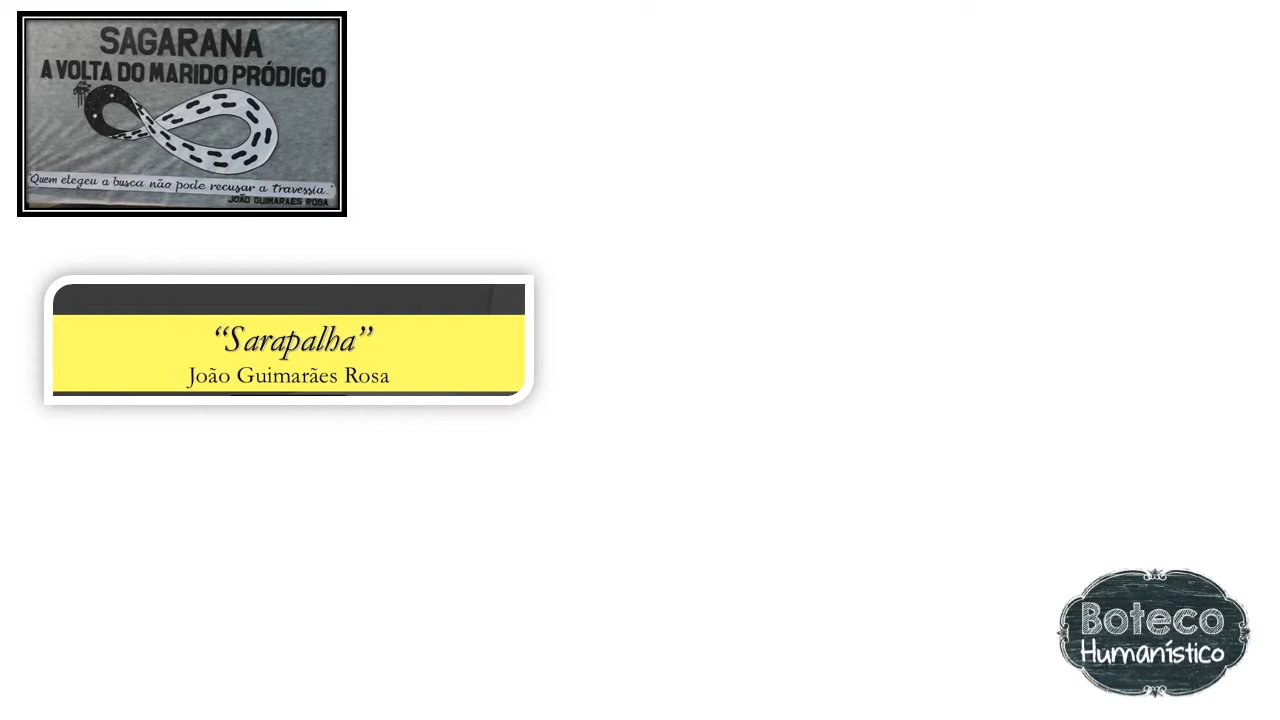 SAGARANA
A VOLTA DO MARIDO PRÓDIGO
"Quem elegeu a busca não pode recusar a travessia."
JOÃO GUIMARAES ROSA
“Sarapalha”
João Guimarães Rosa
Boteco
Humanístico